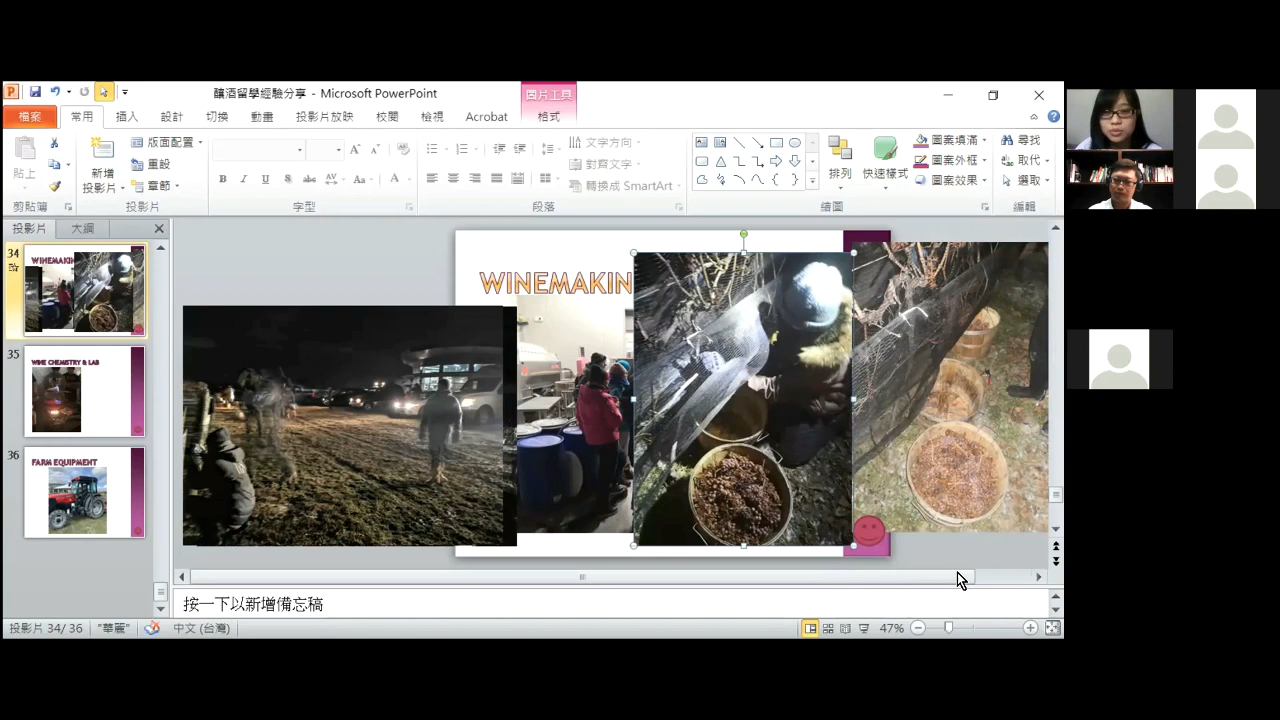 釀酒留學經驗分享 - Microsoft PowerPoint
圖片工具
檔案 常用 插入 設計 切換 動畫 投影片放映 校閱 檢視 Acrobat 格式
貼上
新增
投影片
版面配置
重設
章節
文字方向
對齊文字
轉換成 SmartArt
排列
快速樣式
圖案填滿
圖案外框
圖案效果
尋找
取代
選取
剪貼簿 投影片 字型 段落 繪圖 編輯
投影片 大綱
34
WINEMAKIN
35
WINE CHEMISTRY & LAB
36
FARM EQUIPMENT
WINEMAKIN
按一下以新增備忘稿
投影片 34/ 36 "華麗" 中文 (台灣) 47%